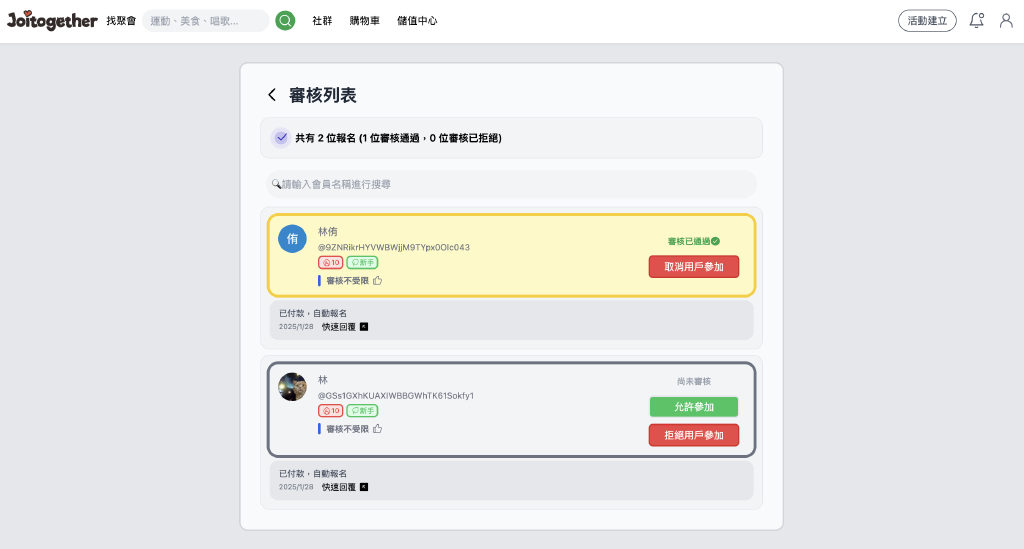 Joitogether 找聚會 運動、美食、唱歌... 社群 購物車 儲值中心 活動建立
審核列表
共有 2 位報名 (1 位審核通過，0 位審核已拒絕)
請輸入會員名稱進行搜尋
侑
林侑
@9ZNRikrHYVWBWjjM9TYpx0Olc043
10 新手
審核不受限
審核已通過
取消用戶參加
已付款，自動報名
2025/1/28 快速回覆
林
@GSs1GXhKUAXIWBBGWhTK61Sokfy1
10 新手
審核不受限
尚未審核
允許參加
拒絕用戶參加
已付款，自動報名
2025/1/28 快速回覆